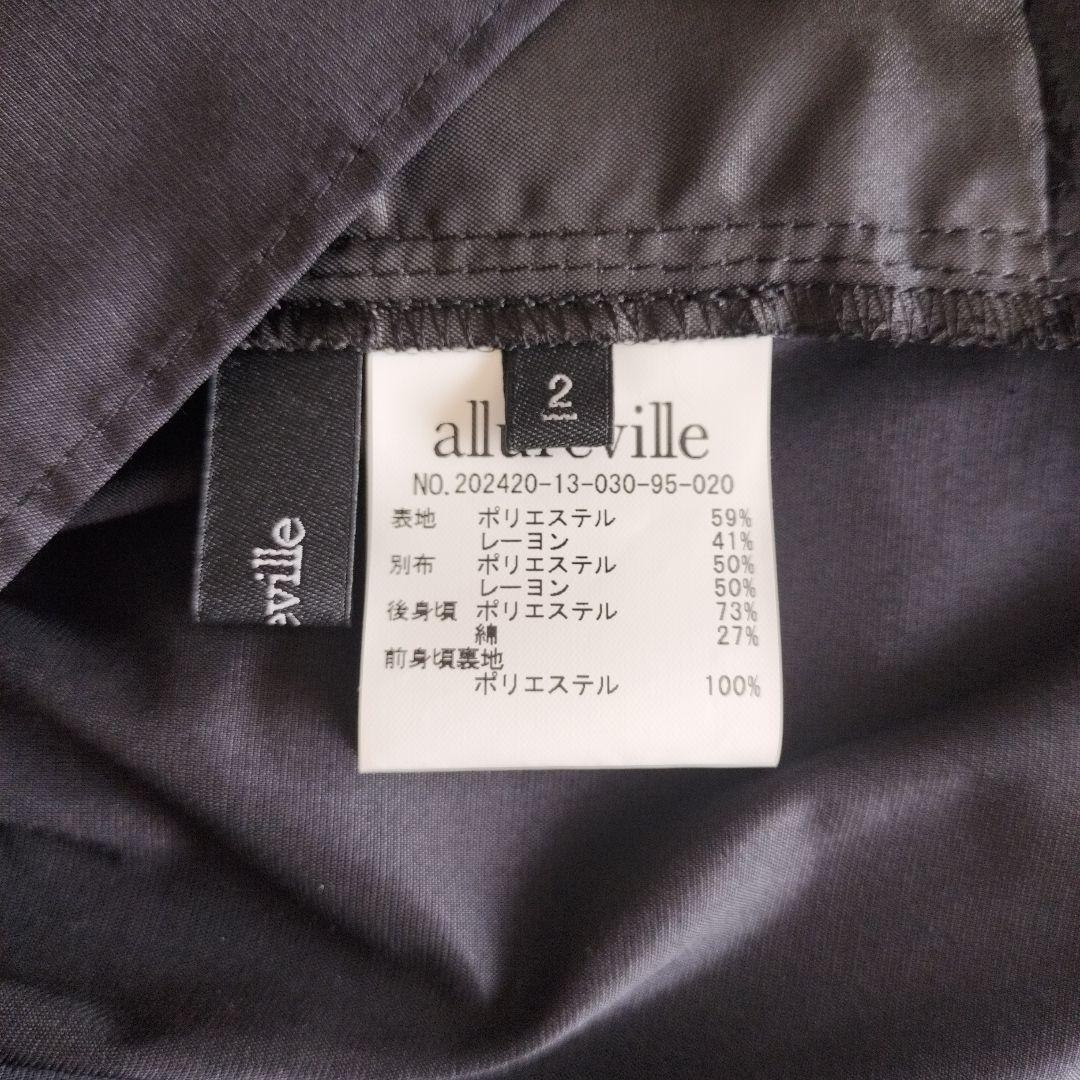 2
allureville
NO.202420-13-030-95-020
表地 ポリエステル 59%
レーヨン 41%
別布 ポリエステル 50%
レーヨン 50%
後身頃 ポリエステル 73%
綿 27%
前身頃裏地
ポリエステル 100%
eville